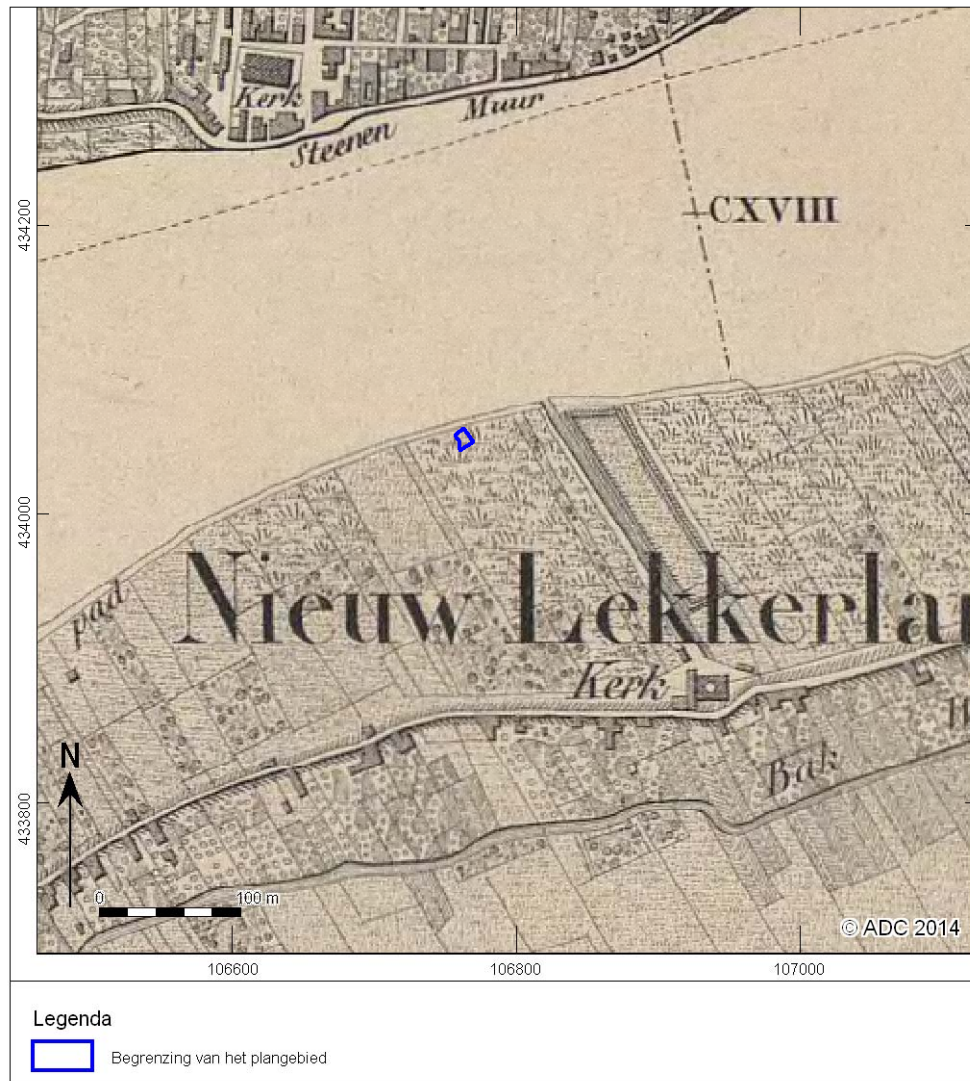 Kerk
Steenen Muur
CXVIII
434200
434000
433800
pad
Nieuw Lekkerlan
Kerk
Bak
N
0 100 m
© ADC 2014
106600 106800 107000
Legenda
Begrenzing van het plangebied